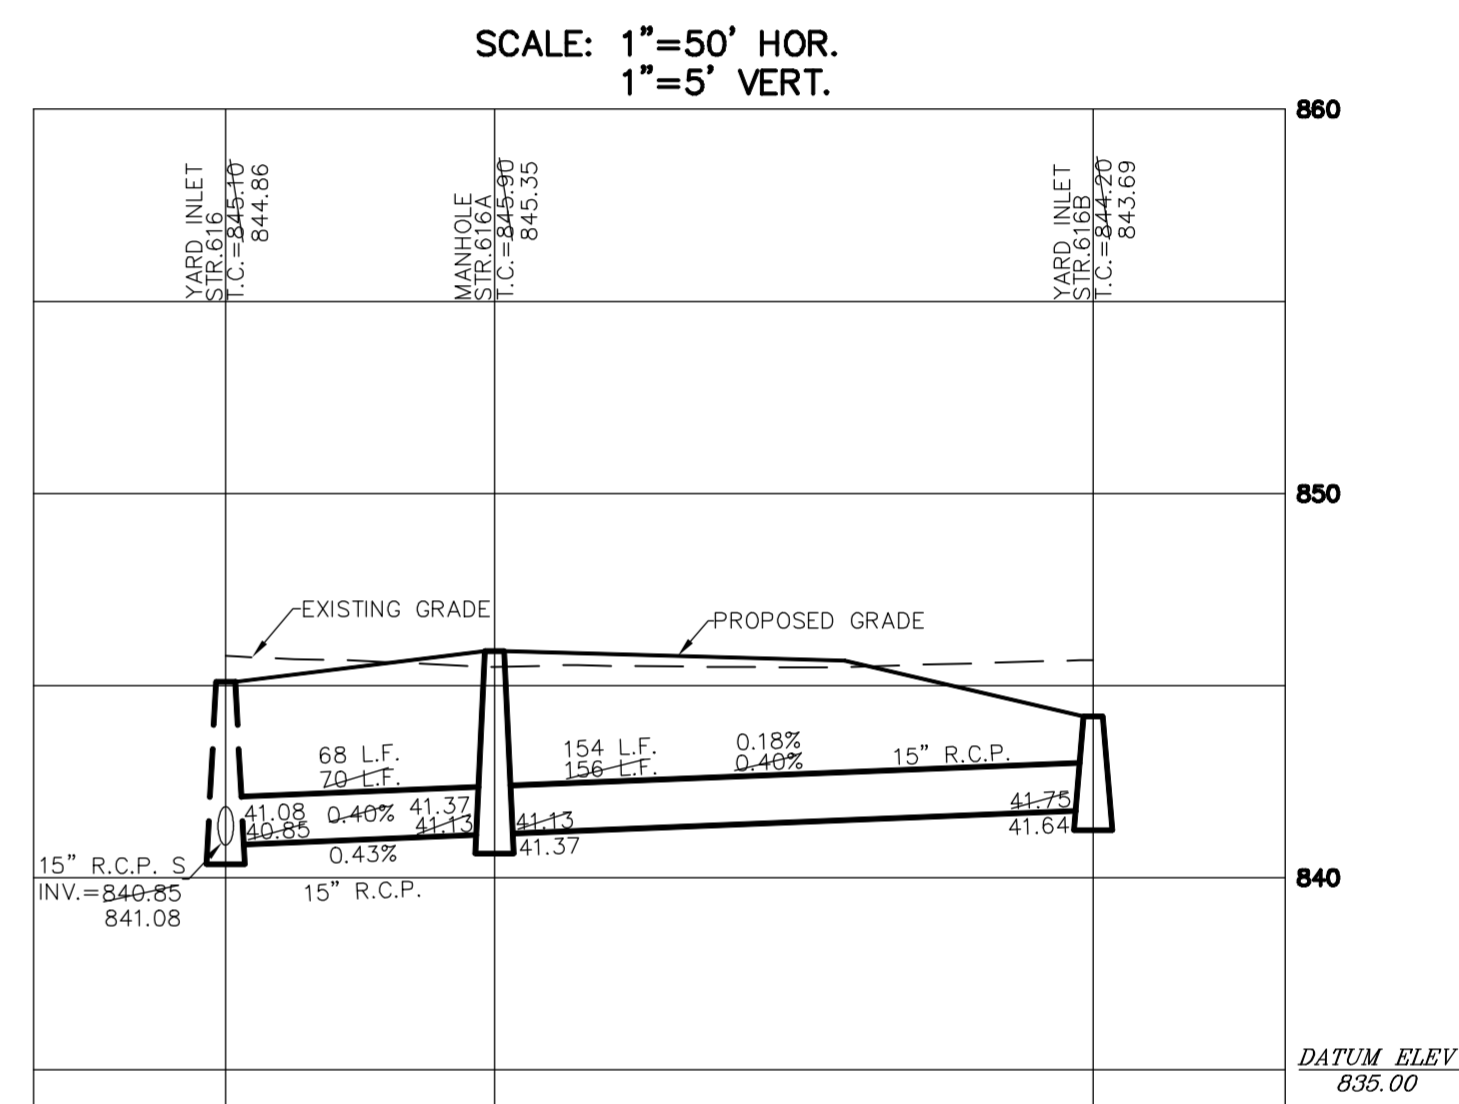 SCALE: 1"=50' HOR.
1"=5' VERT.
860
YARD INLET
STR.616
T.C.=845.10
844.86
MANHOLE
STR.616A
T.C.=845.90
845.35
YARD INLET
STR.616B
T.C.=844.20
843.69
850
EXISTING GRADE
PROPOSED GRADE
68 L.F.
70 L.F.
154 L.F.
156 L.F.
0.18%
0.40%
15" R.C.P.
41.08
40.85
0.40%
41.37
41.13
41.13
41.37
41.75
41.64
0.43%
15" R.C.P.
15" R.C.P. S
INV.=840.85
841.08
840
DATUM ELEV
835.00